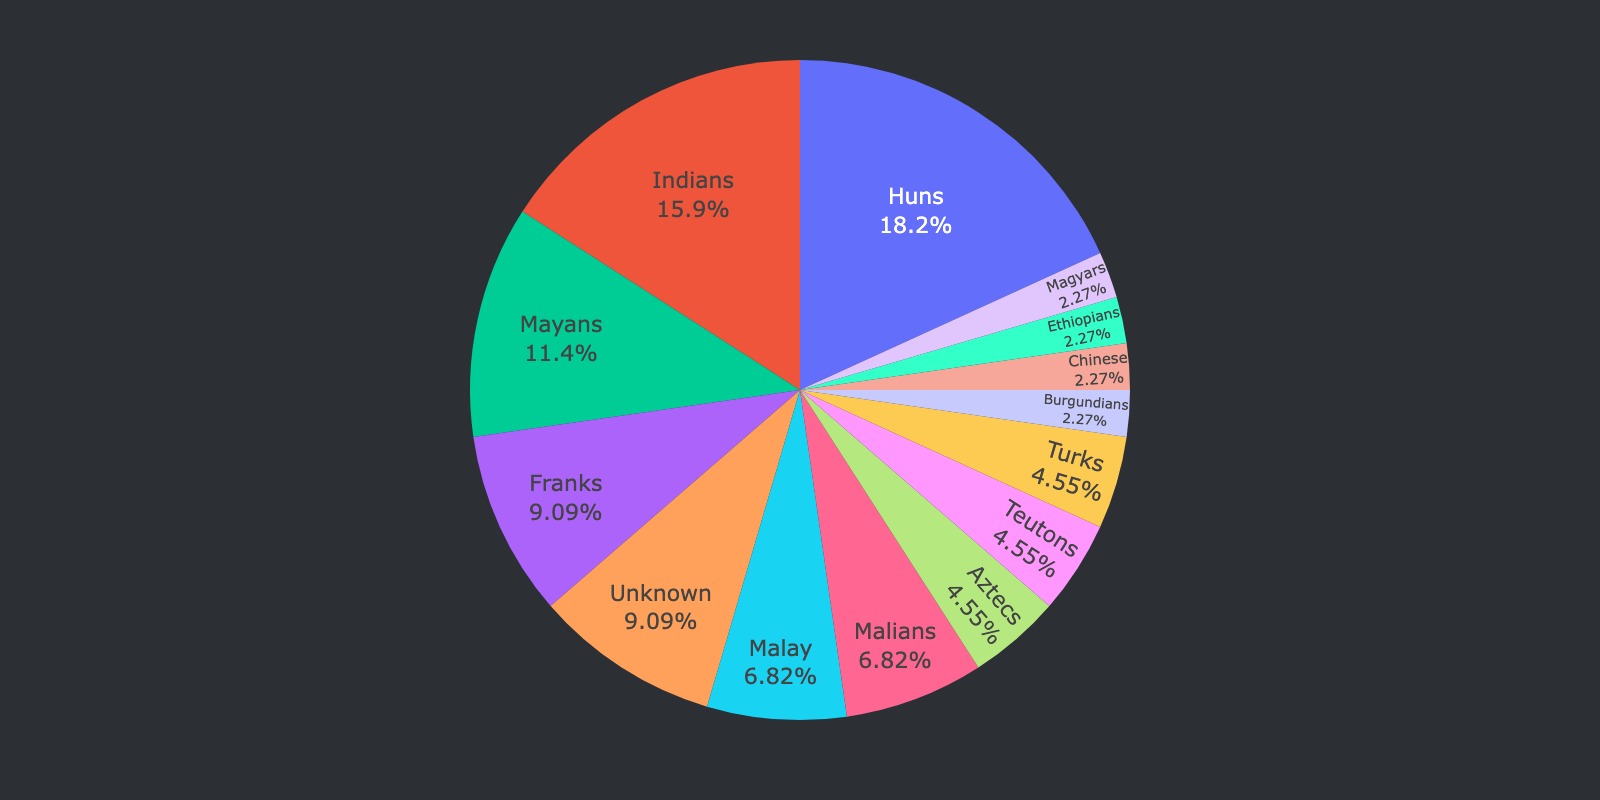 Indians
15.9%
Huns
18.2%
Magyars
2.27%
Ethiopians
2.27%
Chinese
2.27%
Burgundians
2.27%
Turks
4.55%
Teutons
4.55%
Aztecs
4.55%
Malians
6.82%
Malay
6.82%
Unknown
9.09%
Franks
9.09%
Mayans
11.4%